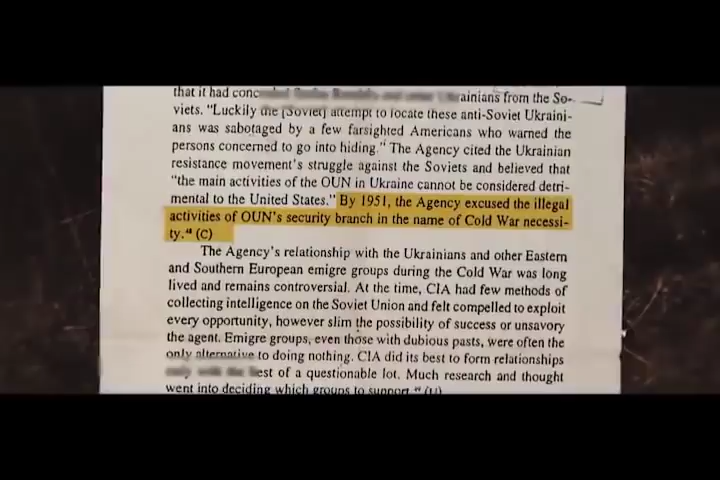 that it had conc ainians from the So-
viets. "Luckily the [Soviet] attempt to locate these anti-Soviet Ukraini-
ans was sabotaged by a few farsighted Americans who warned the
persons concerned to go into hiding." The Agency cited the Ukrainian
resistance movement's struggle against the Soviets and believed that
"the main activities of the OUN in Ukraine cannot be considered detri-
mental to the United States." By 1951, the Agency excused the illegal
activities of OUN's security branch in the name of Cold War necessi-
ty." (C)
The Agency's relationship with the Ukrainians and other Eastern
and Southern European emigre groups during the Cold War was long
lived and remains controversial. At the time, CIA had few methods of
collecting intelligence on the Soviet Union and felt compelled to exploit
every opportunity, however slim the possibility of success or unsavory
the agent. Emigre groups, even those with dubious pasts, were often the
only alternative to doing nothing. CIA did its best to form relationships
est of a questionable lot. Much research and thought
went into deciding which groups to support." (U)